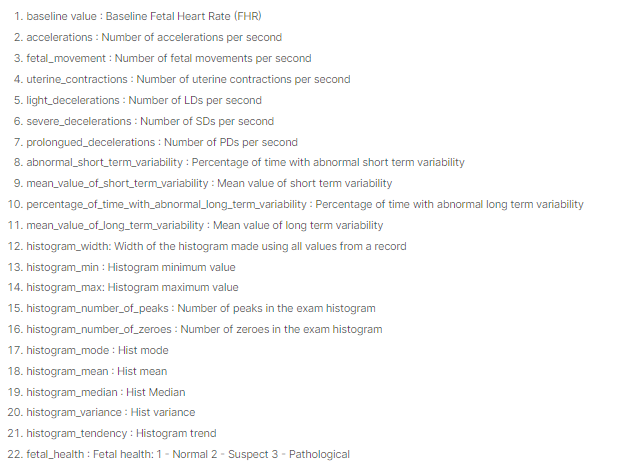 1. baseline value : Baseline Fetal Heart Rate (FHR)
2. accelerations : Number of accelerations per second
3. fetal_movement : Number of fetal movements per second
4. uterine_contractions : Number of uterine contractions per second
5. light_decelerations : Number of LDs per second
6. severe_decelerations : Number of SDs per second
7. prolongued_decelerations : Number of PDs per second
8. abnormal_short_term_variability : Percentage of time with abnormal short term variability
9. mean_value_of_short_term_variability : Mean value of short term variability
10. percentage_of_time_with_abnormal_long_term_variability : Percentage of time with abnormal long term variability
11. mean_value_of_long_term_variability : Mean value of long term variability
12. histogram_width: Width of the histogram made using all values from a record
13. histogram_min : Histogram minimum value
14. histogram_max: Histogram maximum value
15. histogram_number_of_peaks : Number of peaks in the exam histogram
16. histogram_number_of_zeroes : Number of zeroes in the exam histogram
17. histogram_mode : Hist mode
18. histogram_mean : Hist mean
19. histogram_median : Hist Median
20. histogram_variance : Hist variance
21. histogram_tendency : Histogram trend
22. fetal_health : Fetal health: 1 - Normal 2 - Suspect 3 - Pathological